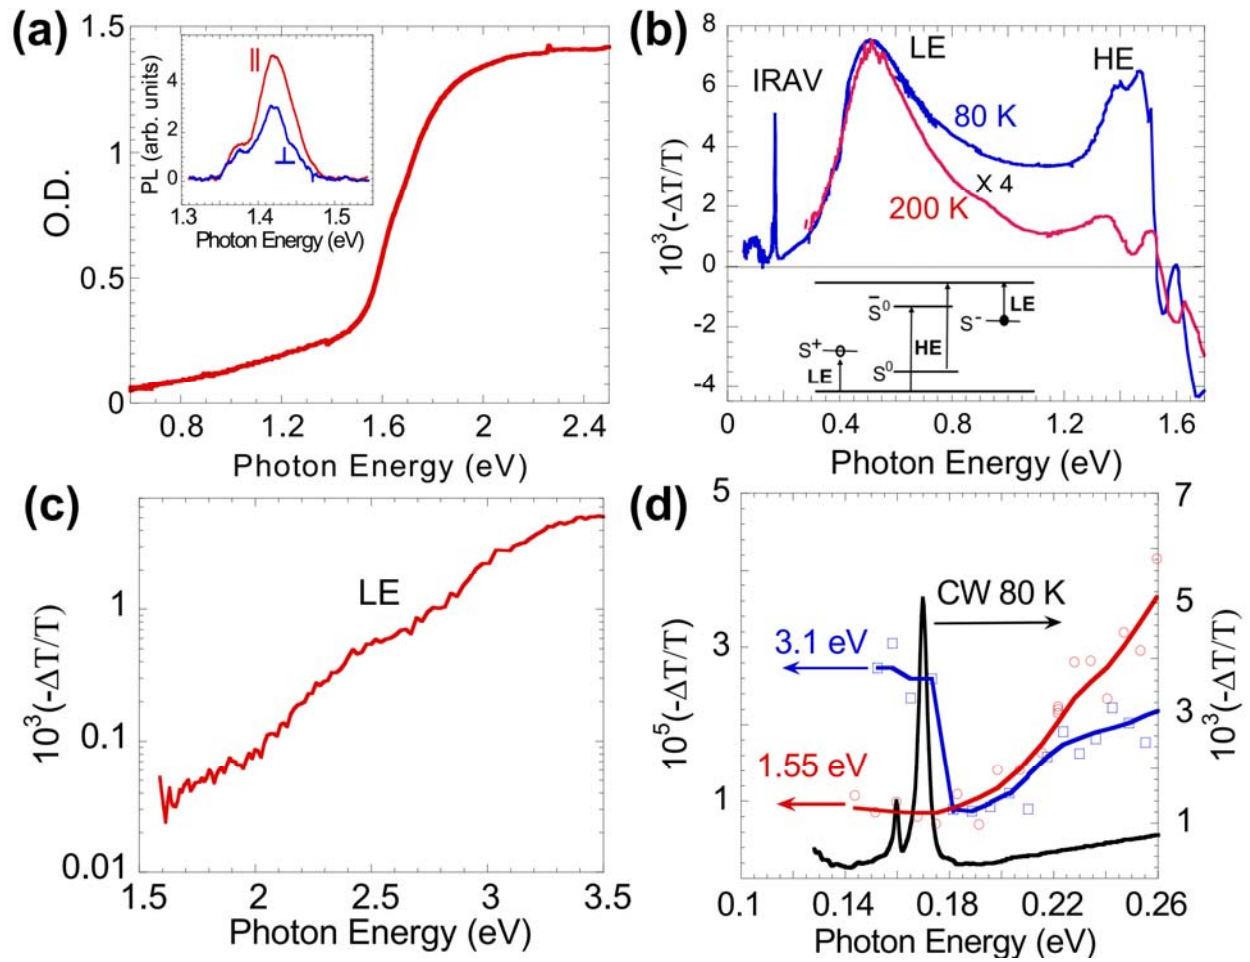 (a)
1.5
1
0.5
0
O.D.
0.8
1.2
1.6
2
2.4
Photon Energy (eV)
||
⊥
4
2
0
PL (arb. units)
1.3
1.4
1.5
Photon Energy (eV)
(b)
8
6
4
2
0
-2
-4
10³(-ΔT/T)
IRAV
LE
HE
80 K
X 4
200 K
S⁺
LE
S̄⁰
S⁰
HE
S⁻
LE
0
0.4
0.8
1.2
1.6
Photon Energy (eV)
(c)
1
0.1
0.01
10³(-ΔT/T)
LE
1.5
2
2.5
3
3.5
Photon Energy (eV)
(d)
5
3
1
10⁵(-ΔT/T)
7
5
3
1
10³(-ΔT/T)
CW 80 K
3.1 eV
1.55 eV
0.1
0.14
0.18
0.22
0.26
Photon Energy (eV)